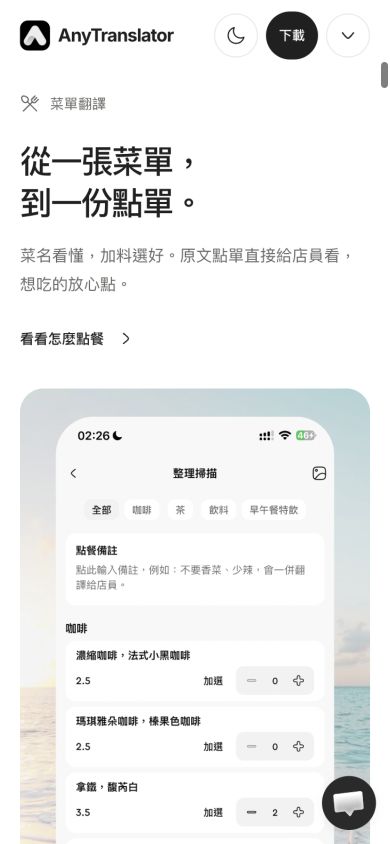 AnyTranslator
下載
菜單翻譯
從一張菜單，
到一份點單。
菜名看懂，加料選好。原文點單直接給店員看，
想吃的放心點。
看看怎麼點餐
02:26
46
整理掃描
全部
咖啡
茶
飲料
早午餐特飲
點餐備註
點此輸入備註，例如：不要香菜、少辣，會一併翻
譯給店員。
咖啡
濃縮咖啡，法式小黑咖啡
2.5
加選
0
瑪琪雅朵咖啡，榛果色咖啡
2.5
加選
0
拿鐵，馥芮白
3.5
加選
2